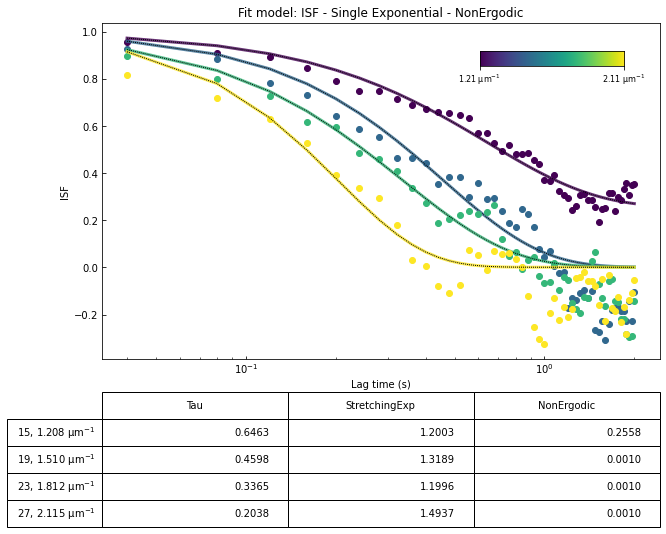 Fit model: ISF - Single Exponential - NonErgodic
1.0
0.8
0.6
0.4
0.2
0.0
−0.2
ISF
1.21 μm⁻¹ 2.11 μm⁻¹
10⁻¹ 10⁰
Lag time (s)
Tau StretchingExp NonErgodic
15, 1.208 μm⁻¹ 0.6463 1.2003 0.2558
19, 1.510 μm⁻¹ 0.4598 1.3189 0.0010
23, 1.812 μm⁻¹ 0.3365 1.1996 0.0010
27, 2.115 μm⁻¹ 0.2038 1.4937 0.0010